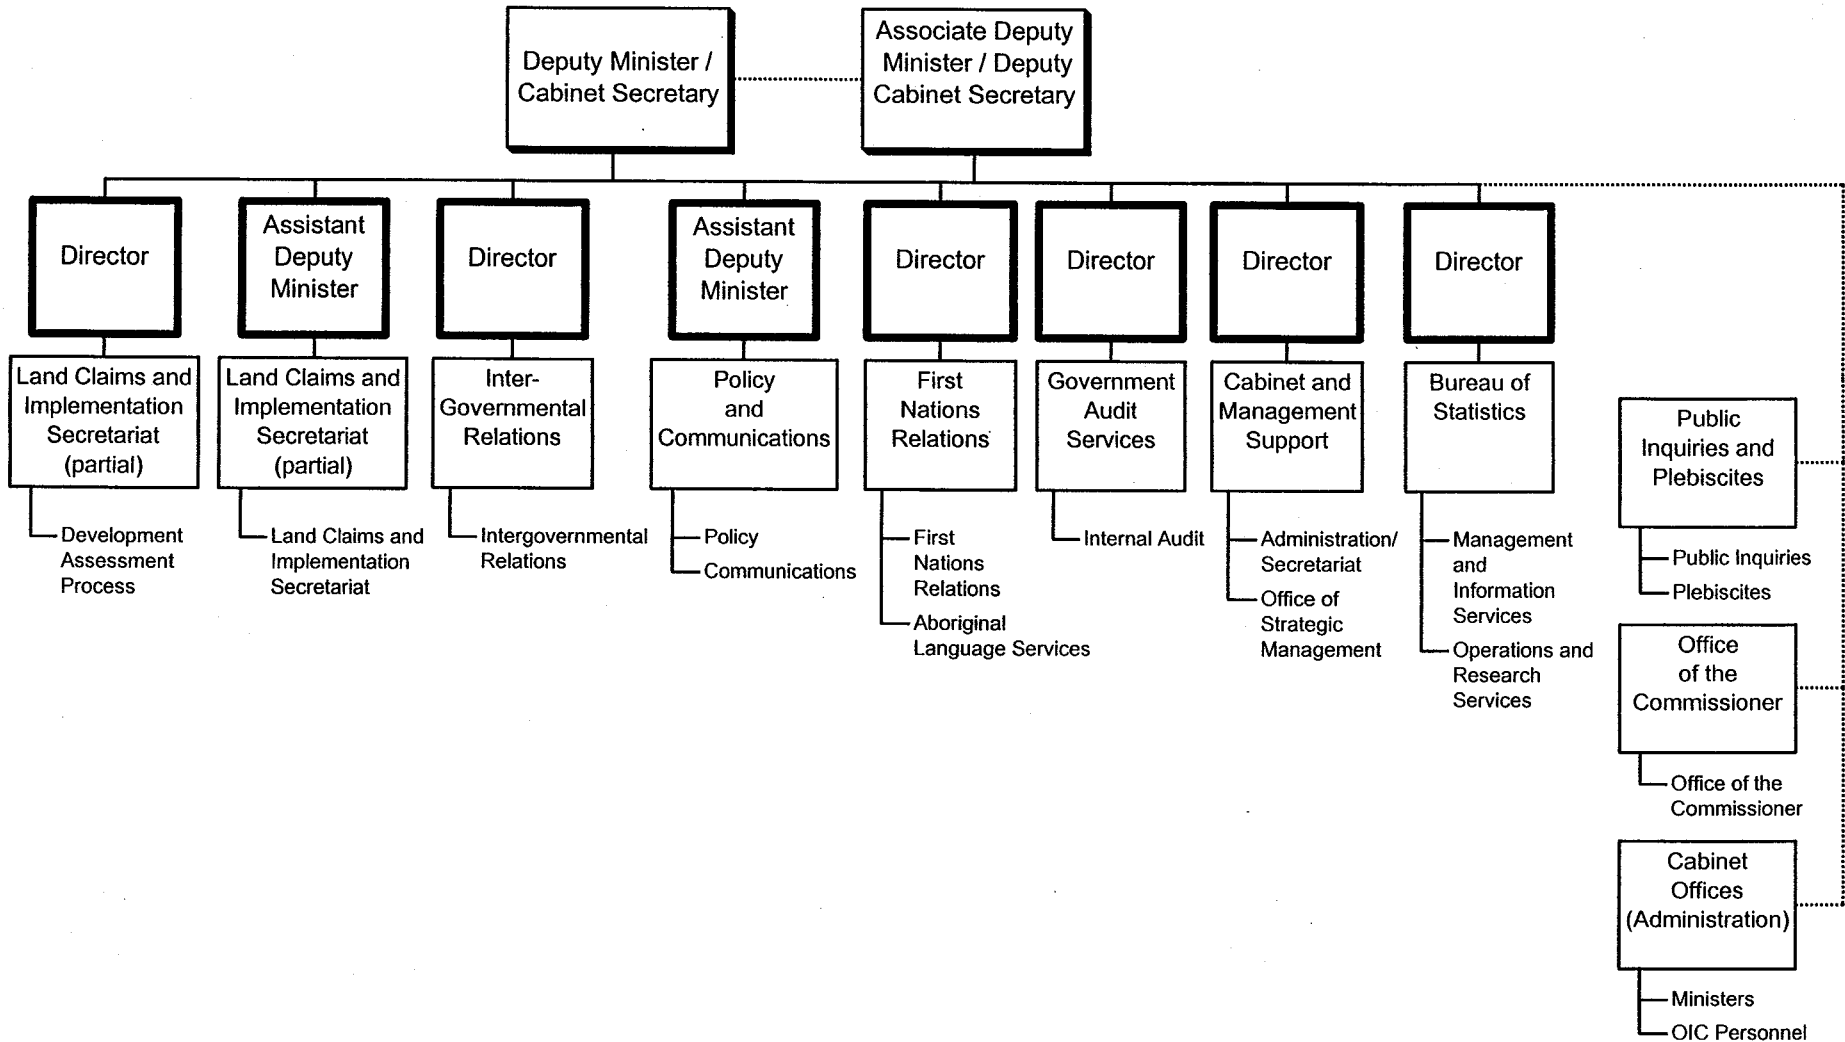 Deputy Minister /
Cabinet Secretary
Associate Deputy
Minister / Deputy
Cabinet Secretary
Director
Assistant
Deputy
Minister
Director
Assistant
Deputy
Minister
Director
Director
Director
Director
Land Claims and
Implementation
Secretariat
(partial)
Land Claims and
Implementation
Secretariat
(partial)
Inter-
Governmental
Relations
Policy
and
Communications
First
Nations
Relations
Government
Audit
Services
Cabinet and
Management
Support
Bureau of
Statistics
Development
Assessment
Process
Land Claims and
Implementation
Secretariat
Intergovernmental
Relations
Policy
Communications
First
Nations
Relations
Aboriginal
Language Services
Internal Audit
Administration/
Secretariat
Office of
Strategic
Management
Management
and
Information
Services
Operations and
Research
Services
Public
Inquiries and
Plebiscites
Public Inquiries
Plebiscites
Office
of the
Commissioner
Office of the
Commissioner
Cabinet
Offices
(Administration)
Ministers
OIC Personnel